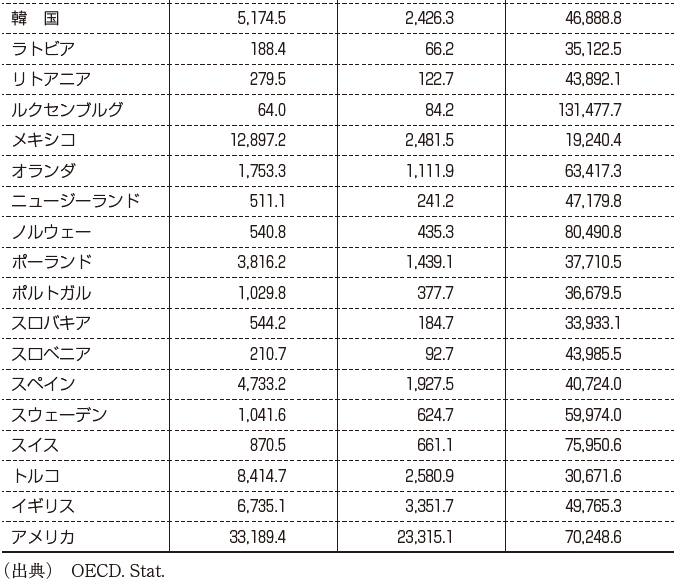 韓　国 5,174.5 2,426.3 46,888.8
ラトビア 188.4 66.2 35,122.5
リトアニア 279.5 122.7 43,892.1
ルクセンブルグ 64.0 84.2 131,477.7
メキシコ 12,897.2 2,481.5 19,240.4
オランダ 1,753.3 1,111.9 63,417.3
ニュージーランド 511.1 241.2 47,179.8
ノルウェー 540.8 435.3 80,490.8
ポーランド 3,816.2 1,439.1 37,710.5
ポルトガル 1,029.8 377.7 36,679.5
スロバキア 544.2 184.7 33,933.1
スロベニア 210.7 92.7 43,985.5
スペイン 4,733.2 1,927.5 40,724.0
スウェーデン 1,041.6 624.7 59,974.0
スイス 870.5 661.1 75,950.6
トルコ 8,414.7 2,580.9 30,671.6
イギリス 6,735.1 3,351.7 49,765.3
アメリカ 33,189.4 23,315.1 70,248.6
（出典）　OECD. Stat.